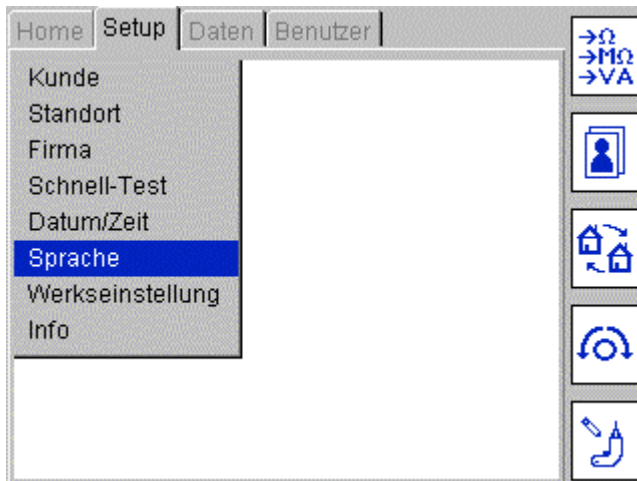 Home Setup Daten Benutzer
Kunde
Standort
Firma
Schnell-Test
Datum/Zeit
Sprache
Werkseinstellung
Info
→Ω
→MΩ
→VA